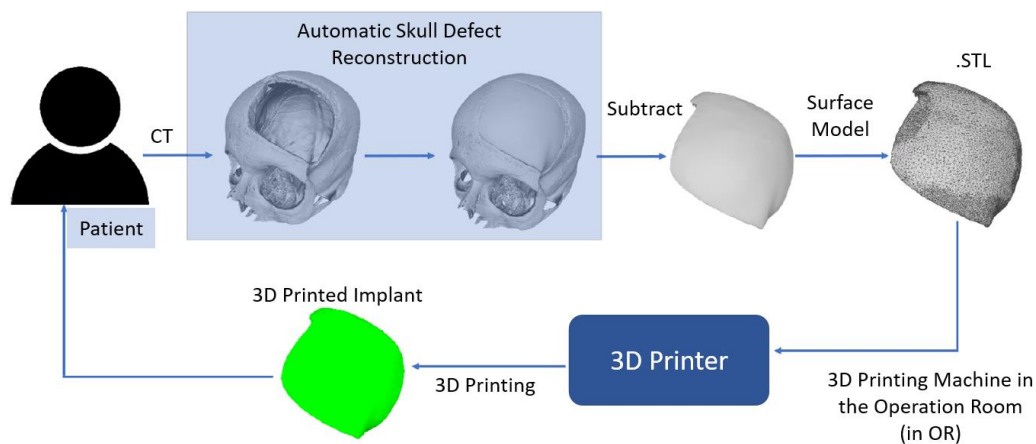 Automatic Skull Defect
Reconstruction
.STL
CT
Subtract
Surface
Model
Patient
3D Printed Implant
3D Printing
3D Printer
3D Printing Machine in
the Operation Room
(in OR)